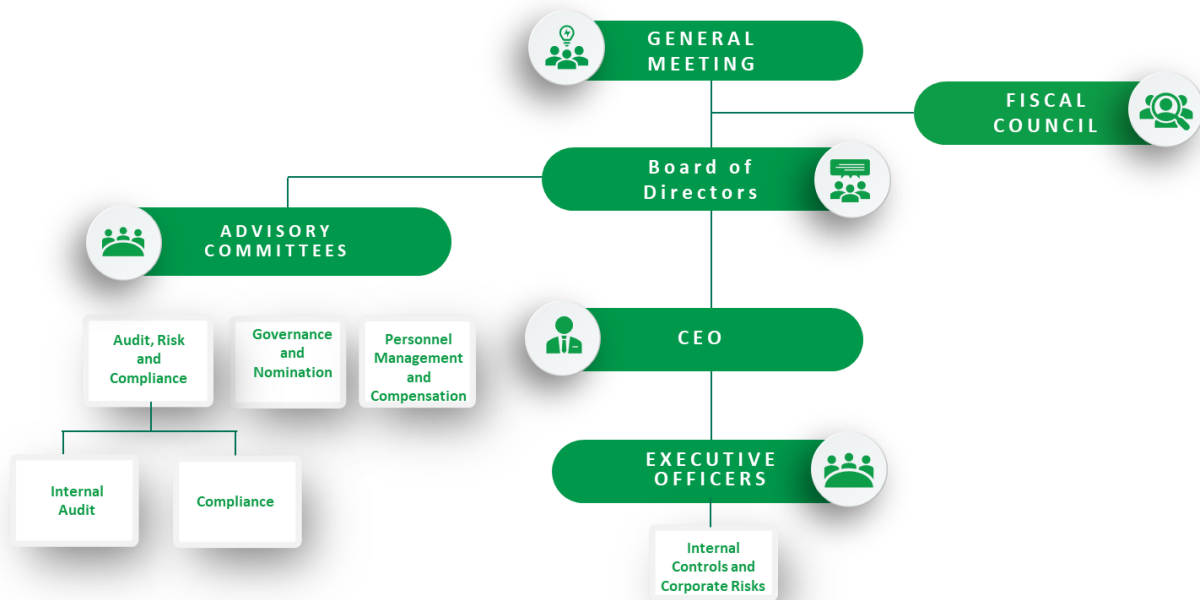 GENERAL
MEETING
FISCAL
COUNCIL
Board of
Directors
ADVISORY
COMMITTEES
Audit, Risk
and
Compliance
Governance
and
Nomination
Personnel
Management
and
Compensation
CEO
Internal
Audit
Compliance
EXECUTIVE
OFFICERS
Internal
Controls and
Corporate Risks